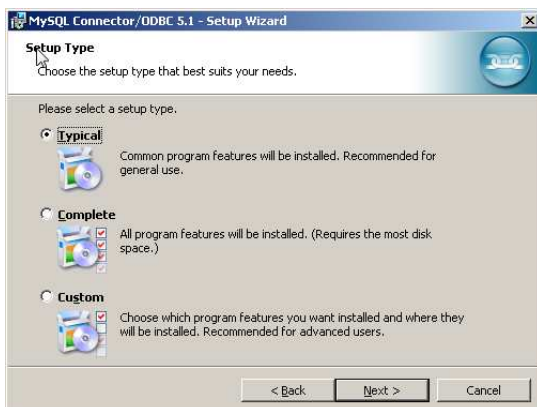 MySQL Connector/ODBC 5.1 - Setup Wizard
Setup Type
Choose the setup type that best suits your needs.
Please select a setup type.
Typical
Common program features will be installed. Recommended for
general use.
Complete
All program features will be installed. (Requires the most disk
space.)
Custom
Choose which program features you want installed and where they
will be installed. Recommended for advanced users.
< Back
Next >
Cancel